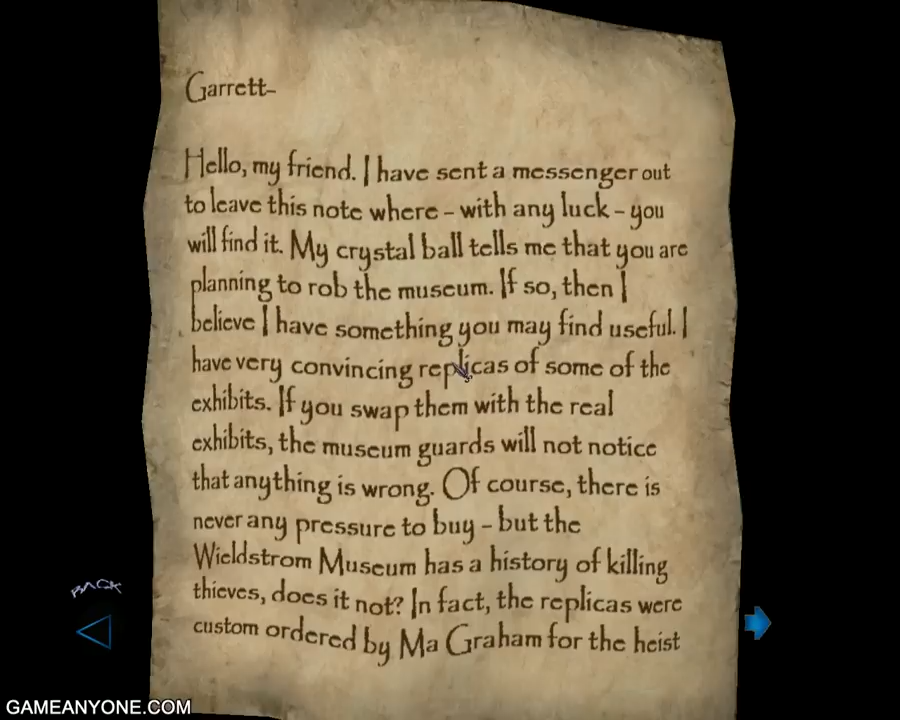 Garrett-
Hello, my friend. I have sent a messenger out
to leave this note where - with any luck - you
will find it. My crystal ball tells me that you are
planning to rob the museum. If so, then I
believe I have something you may find useful. I
have very convincing replicas of some of the
exhibits. If you swap them with the real
exhibits, the museum guards will not notice
that anything is wrong. Of course, there is
never any pressure to buy - but the
Wieldstrom Museum has a history of killing
thieves, does it not? In fact, the replicas were
custom ordered by Ma Graham for the heist
BACK
GAMEANYONE.COM